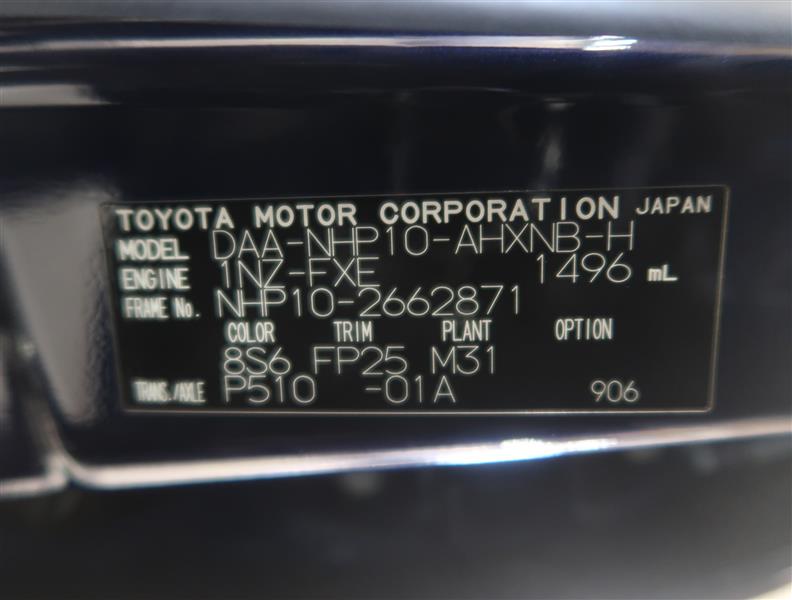 TOYOTA MOTOR CORPORATION JAPAN
MODEL DAA-NHP10-AHXNB-H
ENGINE 1NZ-FXE 1496 mL
FRAME No. NHP10-2662871
COLOR TRIM PLANT OPTION
8S6 FP25 M31
TRANS./AXLE P510 -01A 906